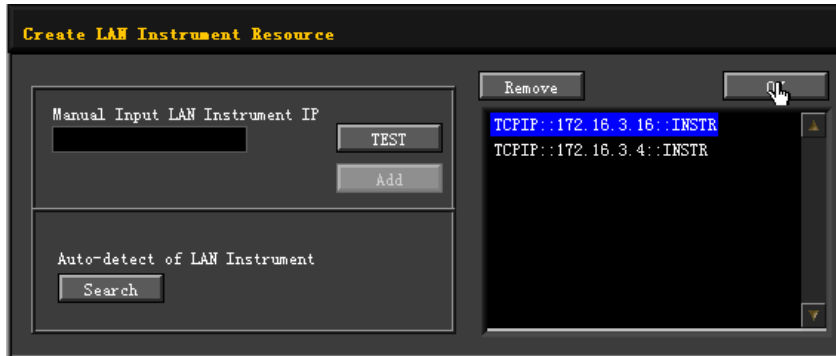 Create LAN Instrument Resource
Manual Input LAN Instrument IP
TEST
Add
Auto-detect of LAN Instrument
Search
Remove
OK
TCPIP::172.16.3.16::INSTR
TCPIP::172.16.3.4::INSTR